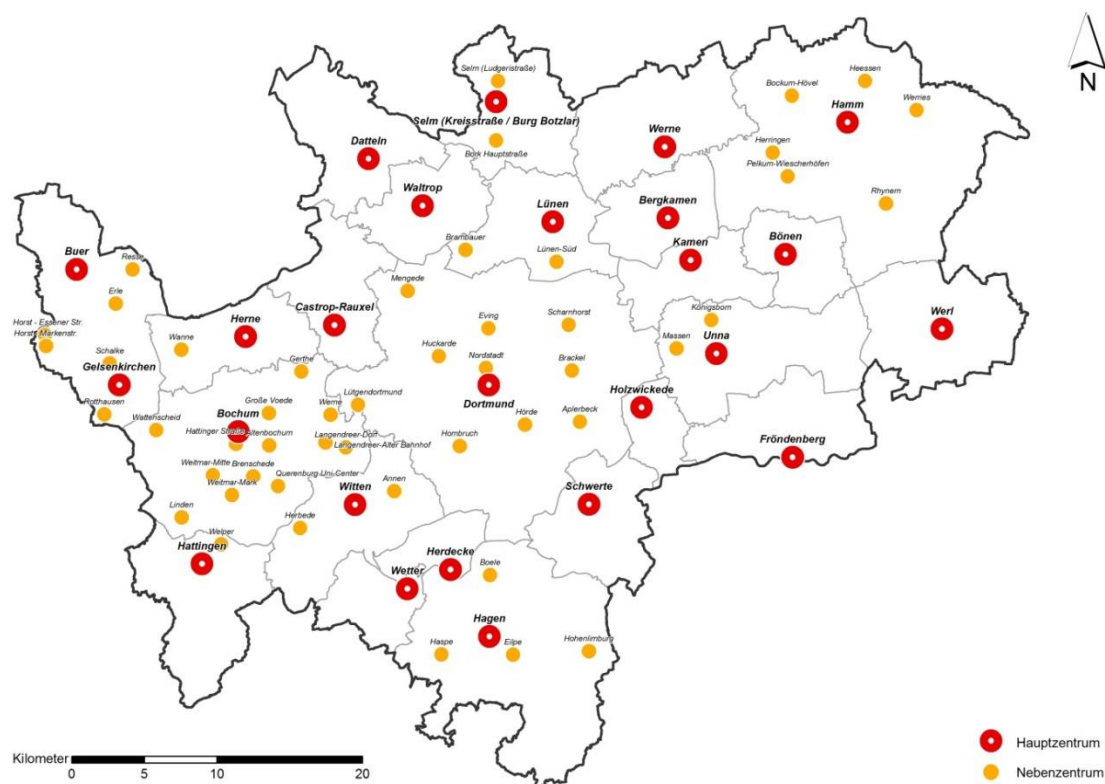 N
Selm (Ludgeristraße)
Heessen
Bockum-Hövel
Werries
Hamm
Selm (Kreisstraße / Burg Botzlar)
Werne
Datteln
Bork Hauptstraße
Herringen
Pelkum-Wiescherhöfen
Waltrop
Rhynern
Lünen
Bergkamen
Brambauer
Lünen-Süd
Kamen
Bönen
Buer
Resse
Mengede
Erle
Castrop-Rauxel
Königsborn
Werl
Horst - Essener Str.
Horst - Markenstr.
Herne
Wanne
Eving
Scharnhorst
Massen
Unna
Schalke
Gerthe
Huckarde
Nordstadt
Brackel
Gelsenkirchen
Lütgendortmund
Dortmund
Holzwickede
Rotthausen
Wattenscheid
Bochum
Große Voede
Werne
Hörde
Aplerbeck
Hattinger Straße
Altenbochum
Langendreer-Dorf
Langendreer-Alter Bahnhof
Hombruch
Fröndenberg
Weitmar-Mitte
Brenschede
Querenburg-Uni-Center
Weitmar-Mark
Annen
Witten
Schwerte
Linden
Herbede
Welper
Hattingen
Herdecke
Boele
Wetter
Hagen
Haspe
Eilpe
Hohenlimburg
Kilometer
0 5 10 20
Hauptzentrum
Nebenzentrum